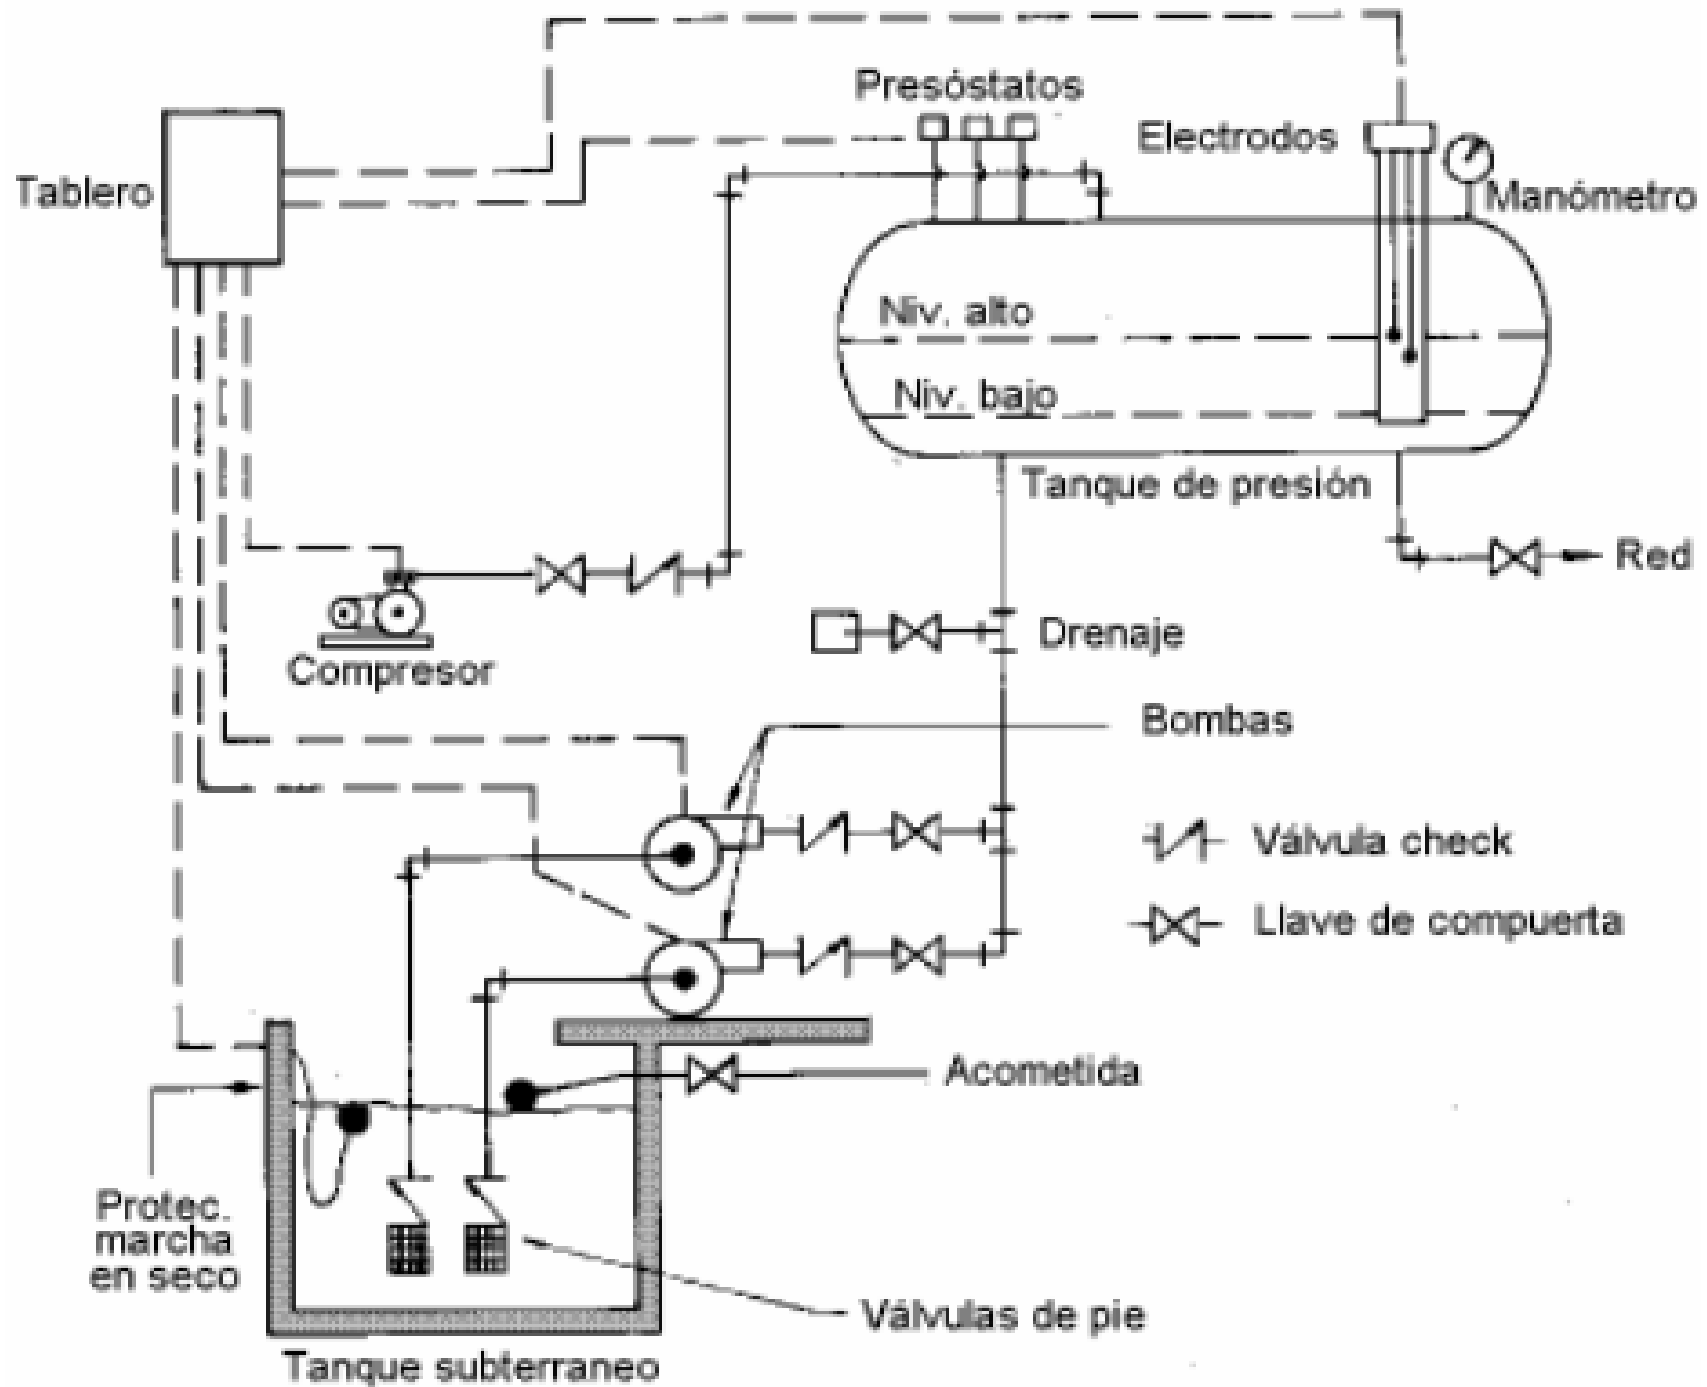 Presóstatos
Electrodos
Tablero
Manómetro
Niv. alto
Niv. bajo
Tanque de presión
Red
Drenaje
Compresor
Bombas
Válvula check
Llave de compuerta
Acometida
Protec.
marcha
en seco
Válvulas de pie
Tanque subterraneo